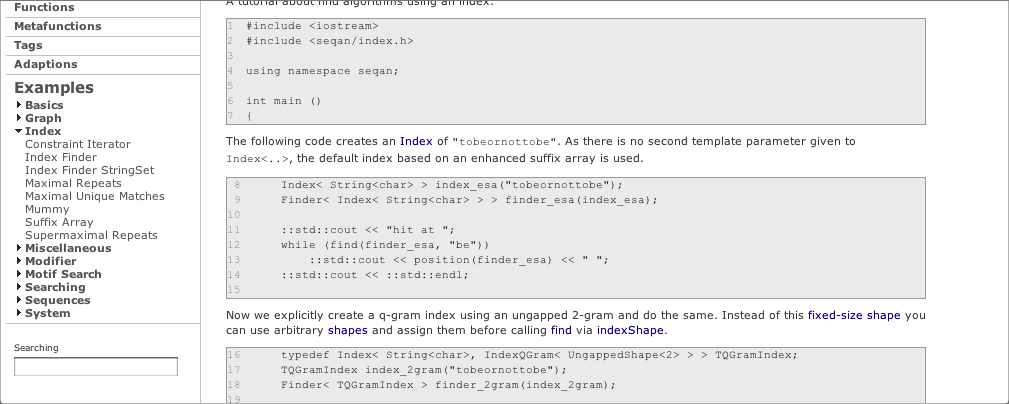 Functions
Metafunctions
Tags
Adaptions
Examples
Basics
Graph
Index
Constraint Iterator
Index Finder
Index Finder StringSet
Maximal Repeats
Maximal Unique Matches
Mummy
Suffix Array
Supermaximal Repeats
Miscellaneous
Modifier
Motif Search
Searching
Sequences
System
Searching
A tutorial about find algorithms using an index.
1 #include <iostream>
2 #include <seqan/index.h>
3
4 using namespace seqan;
5
6 int main ()
7 {
The following code creates an Index of "tobeornottobe". As there is no second template parameter given to
Index<..>, the default index based on an enhanced suffix array is used.
8 Index< String<char> > index_esa("tobeornottobe");
9 Finder< Index< String<char> > > finder_esa(index_esa);
10
11 ::std::cout << "hit at ";
12 while (find(finder_esa, "be"))
13 ::std::cout << position(finder_esa) << " ";
14 ::std::cout << ::std::endl;
15
Now we explicitly create a q-gram index using an ungapped 2-gram and do the same. Instead of this fixed-size shape you
can use arbitrary shapes and assign them before calling find via indexShape.
16 typedef Index< String<char>, IndexQGram< UngappedShape<2> > > TQGramIndex;
17 TQGramIndex index_2gram("tobeornottobe");
18 Finder< TQGramIndex > finder_2gram(index_2gram);
19